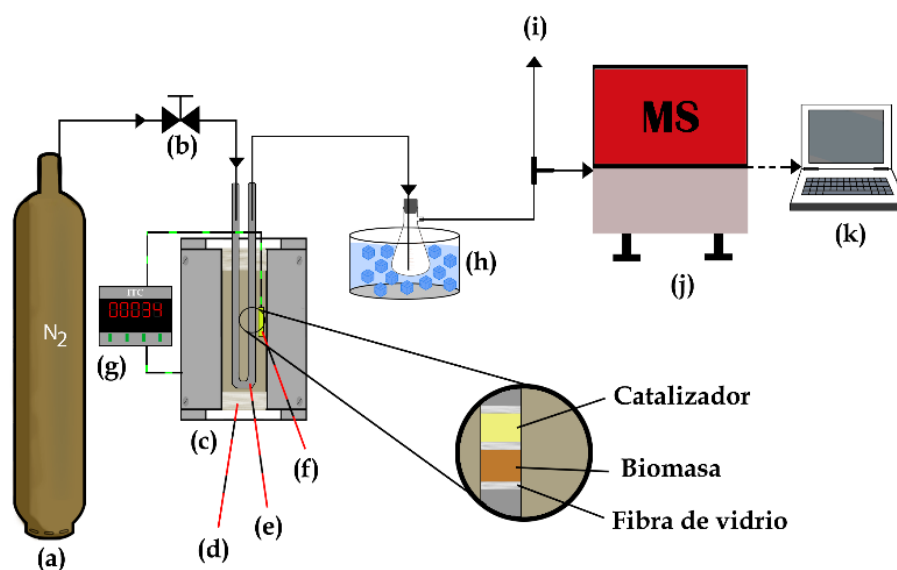 (i)
MS
(b)
(k)
(h)
(j)
ITC
00034
N2
(g)
(c)
(f)
Catalizador
Biomasa
Fibra de vidrio
(e)
(d)
(a)